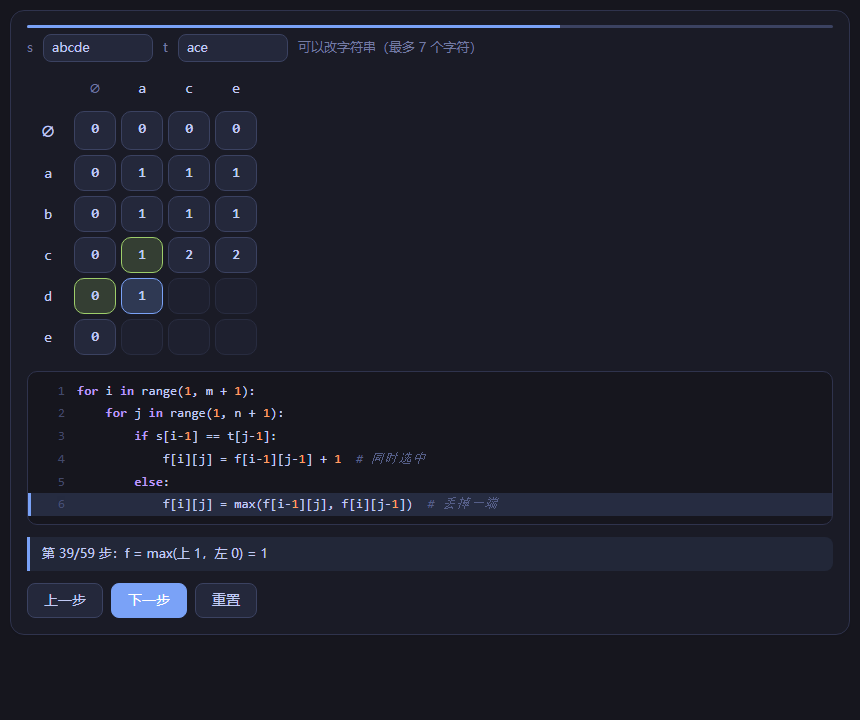 s abcde t ace 可以改字符串（最多 7 个字符）
∅ a c e
∅ 0 0 0 0
a 0 1 1 1
b 0 1 1 1
c 0 1 2 2
d 0 1
e 0
1 for i in range(1, m + 1):
2     for j in range(1, n + 1):
3         if s[i-1] == t[j-1]:
4             f[i][j] = f[i-1][j-1] + 1  # 同时选中
5         else:
6             f[i][j] = max(f[i-1][j], f[i][j-1])  # 丢掉一端
第 39/59 步：f = max(上 1，左 0) = 1
上一步 下一步 重置